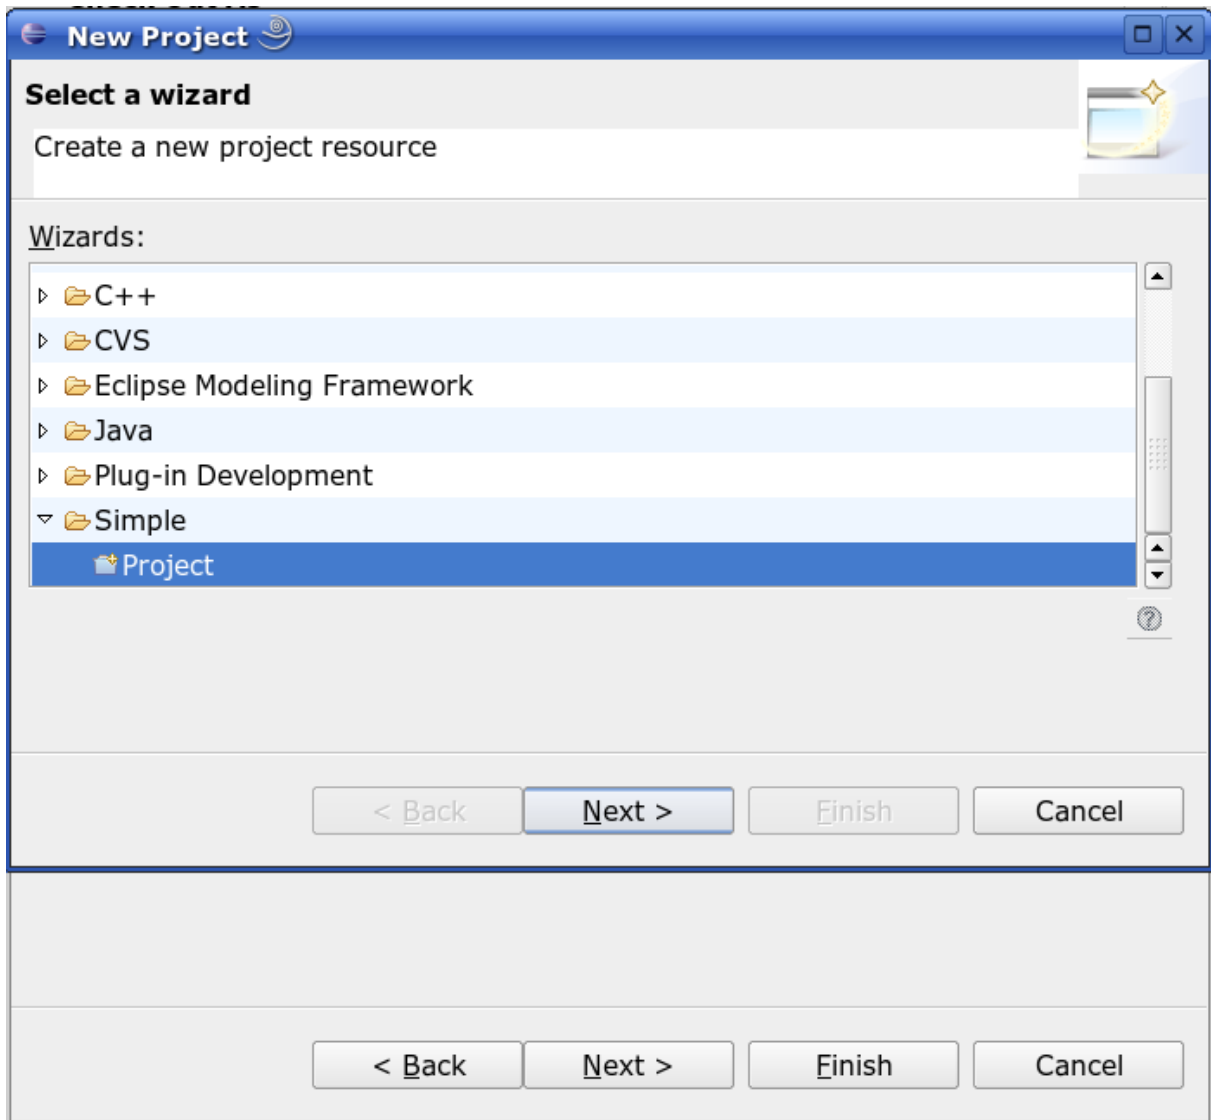 New Project
Select a wizard
Create a new project resource
Wizards:
C++
CVS
Eclipse Modeling Framework
Java
Plug-in Development
Simple
Project
< Back Next > Finish Cancel
< Back Next > Finish Cancel